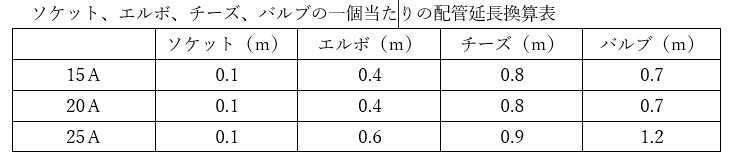 ソケット、エルボ、チーズ、バルブの一個当たりの配管延長換算表
ソケット（m） エルボ（m） チーズ（m） バルブ（m）
15A 0.1 0.4 0.8 0.7
20A 0.1 0.4 0.8 0.7
25A 0.1 0.6 0.9 1.2